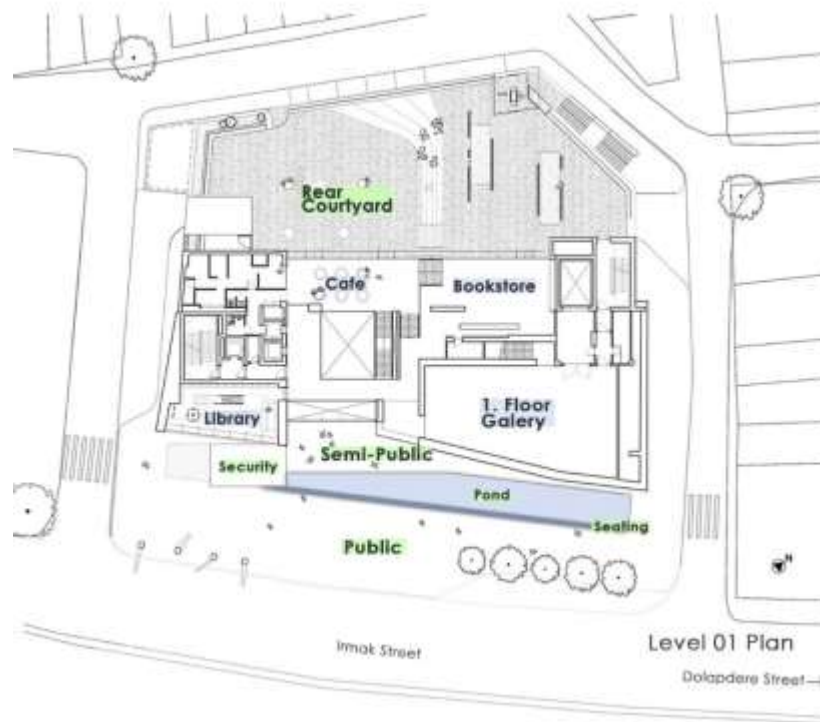 Rear
Courtyard
Cafe
Bookstore
Library
1. Floor
Galery
Semi-Public
Security
Pond
Seating
Public
N
Irmak Street
Level 01 Plan
Dolapdere Street